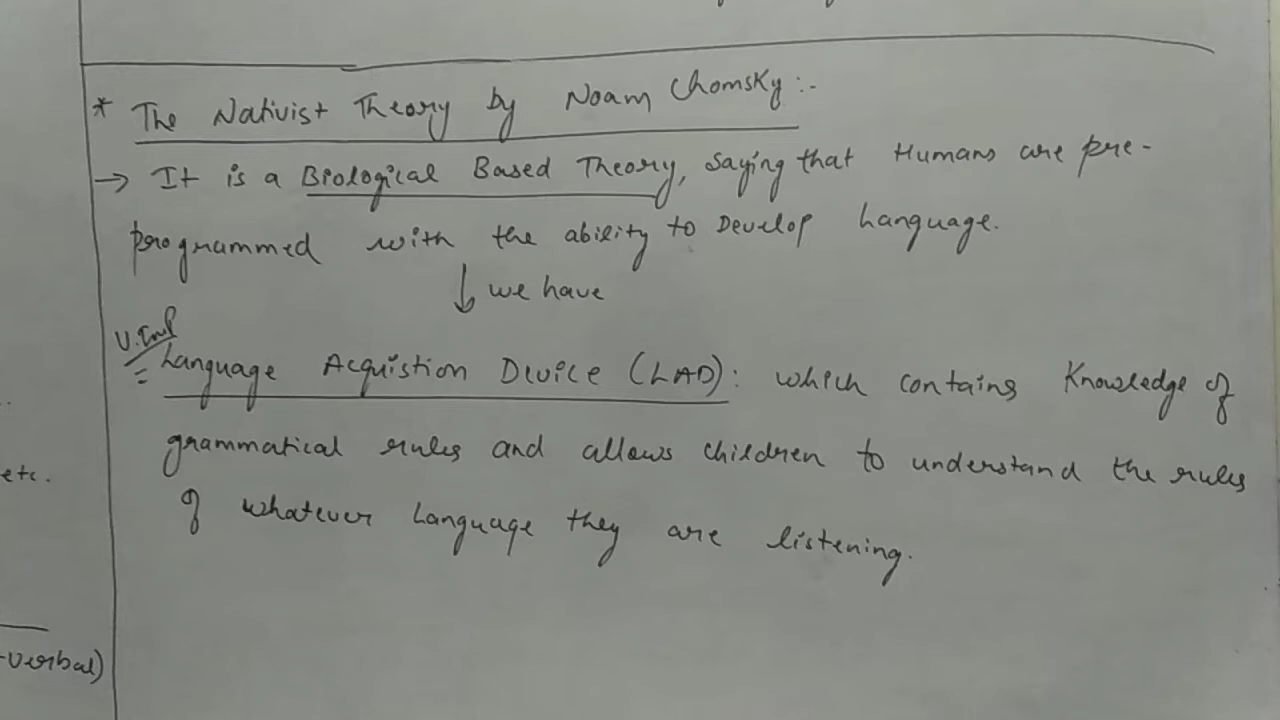 * The Nativist Theory by Noam Chomsky :-
→ It is a Biological Based Theory, saying that Humans are pre-
programmed with the ability to Develop Language.
↓ we have
V. Imp
Language Acquistion Device (LAD): which contains Knowledge of
grammatical rules and allows children to understand the rules
etc.
of whatever Language they are listening.
-verbal)